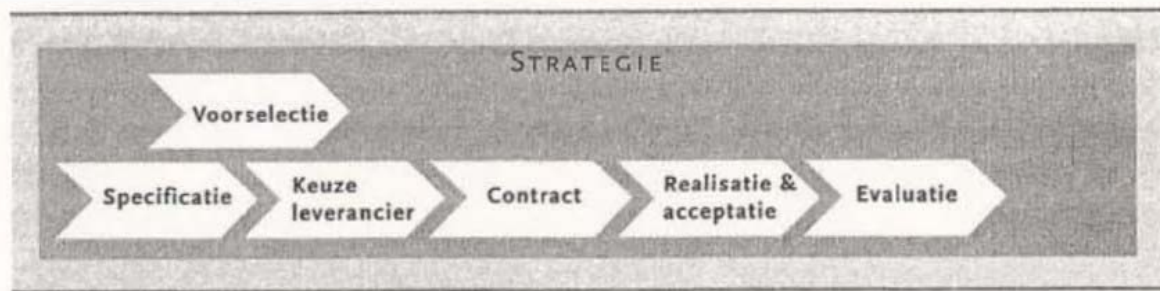 STRATEGIE
Voorselectie
Specificatie
Keuze
leverancier
Contract
Realisatie &
acceptatie
Evaluatie